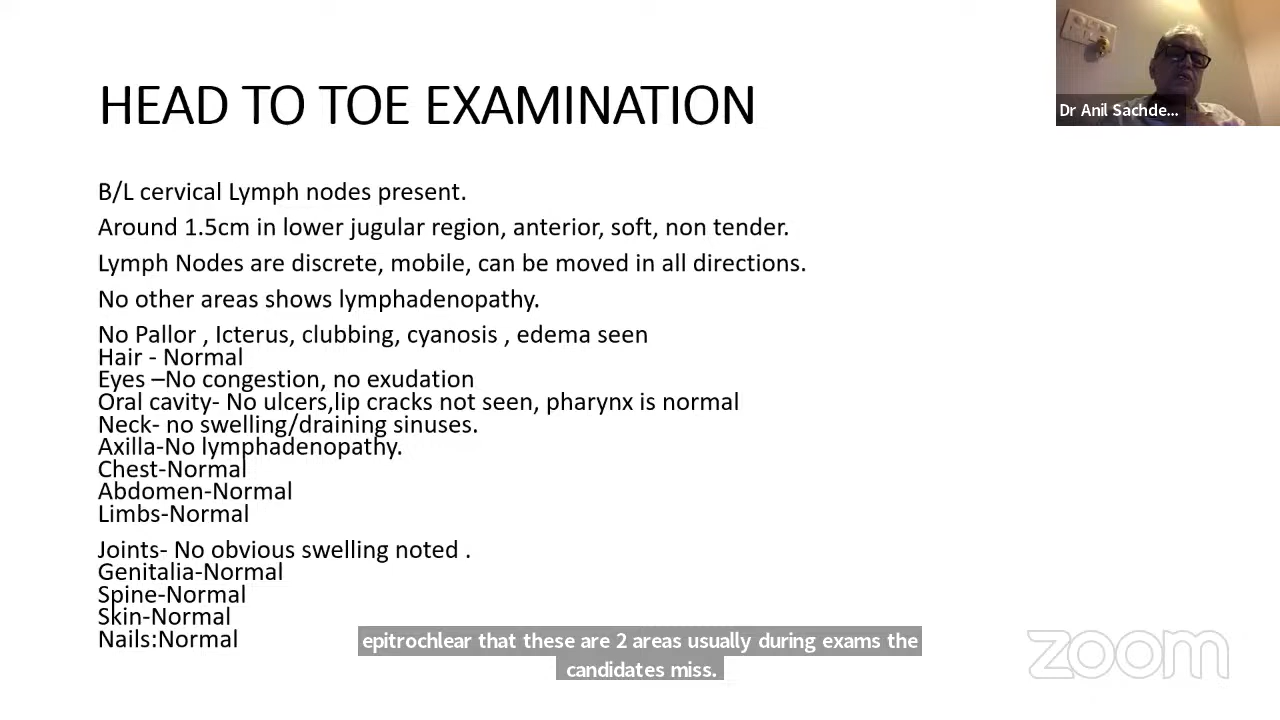 HEAD TO TOE EXAMINATION
Dr Anil Sachde...
B/L cervical Lymph nodes present.
Around 1.5cm in lower jugular region, anterior, soft, non tender.
Lymph Nodes are discrete, mobile, can be moved in all directions.
No other areas shows lymphadenopathy.
No Pallor , Icterus, clubbing, cyanosis , edema seen
Hair - Normal
Eyes –No congestion, no exudation
Oral cavity- No ulcers,lip cracks not seen, pharynx is normal
Neck- no swelling/draining sinuses.
Axilla-No lymphadenopathy.
Chest-Normal
Abdomen-Normal
Limbs-Normal
Joints- No obvious swelling noted .
Genitalia-Normal
Spine-Normal
Skin-Normal
Nails:Normal
epitrochlear that these are 2 areas usually during exams the
candidates miss.
zoom